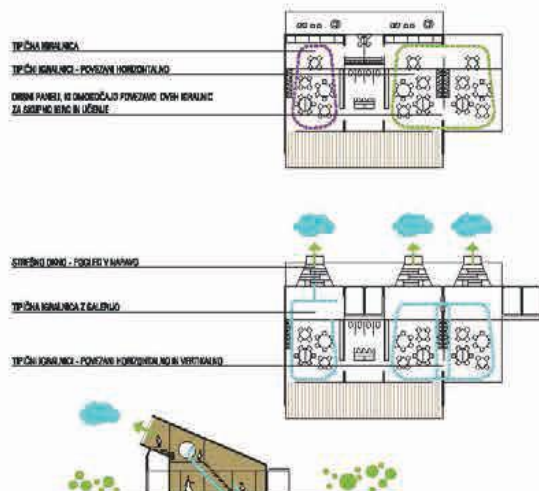 TIPIČNA IGRALNICA
TIPIČNI IGRALNICI - POVEZANI HORIZONTALNO
DRSNI PANELI, KI OMOGOČAJO POVEZAVO DVEH IGRALNIC
ZA SKUPNO IGRO IN UČENJE
STREŠNO OKNO - POGLED V NARAVO
TIPIČNA IGRALNICA Z GALERIJO
TIPIČNI IGRALNICI - POVEZANI HORIZONTALNO IN VERTIKALNO